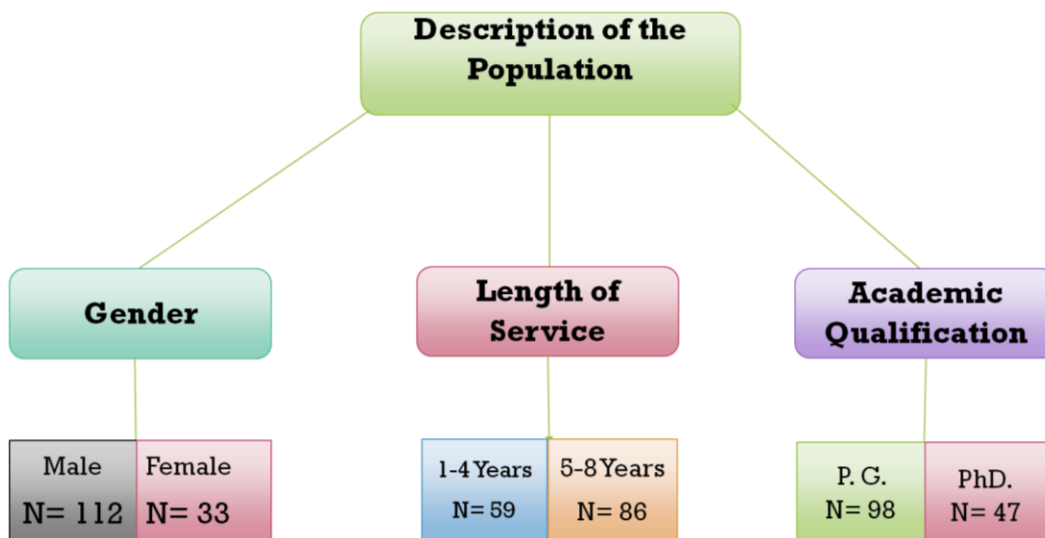 Description of the
Population
Gender
Length of
Service
Academic
Qualification
Male
N= 112
Female
N= 33
1-4 Years
N= 59
5-8 Years
N= 86
P. G.
N= 98
PhD.
N= 47